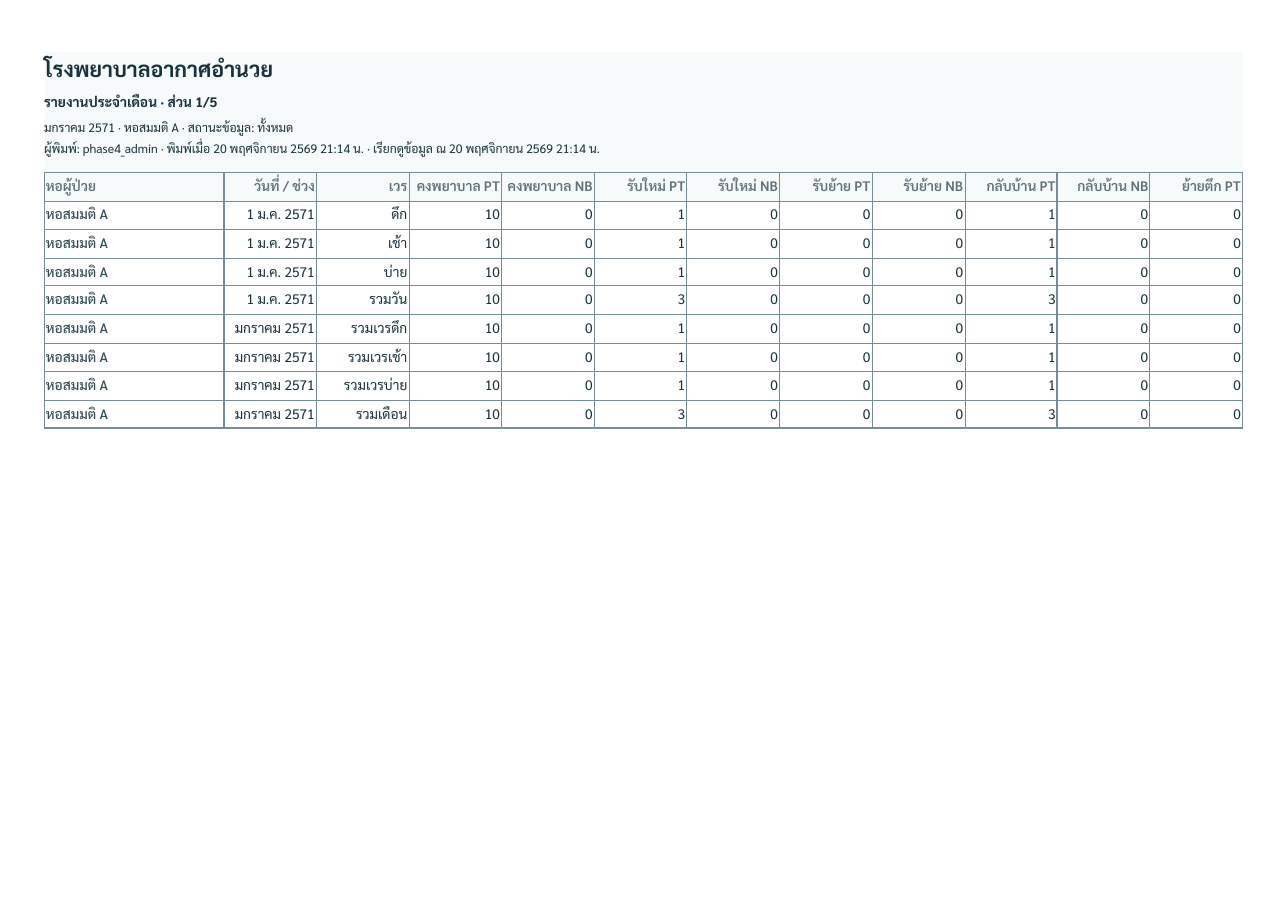 โรงพยาบาลอากาศอำนวย
รายงานประจำเดือน · ส่วน 1/5
มกราคม 2571 · หอสมมติ A · สถานะข้อมูล: ทั้งหมด
ผู้พิมพ์: phase4_admin · พิมพ์เมื่อ 20 พฤศจิกายน 2569 21:14 น. · เรียกดูข้อมูล ณ 20 พฤศจิกายน 2569 21:14 น.
หอผู้ป่วย วันที่ / ช่วง เวร คงพยาบาล PT คงพยาบาล NB รับใหม่ PT รับใหม่ NB รับย้าย PT รับย้าย NB กลับบ้าน PT กลับบ้าน NB ย้ายตึก PT
หอสมมติ A 1 ม.ค. 2571 ดึก 10 0 1 0 0 0 1 0 0
หอสมมติ A 1 ม.ค. 2571 เช้า 10 0 1 0 0 0 1 0 0
หอสมมติ A 1 ม.ค. 2571 บ่าย 10 0 1 0 0 0 1 0 0
หอสมมติ A 1 ม.ค. 2571 รวมวัน 10 0 3 0 0 0 3 0 0
หอสมมติ A มกราคม 2571 รวมเวรดึก 10 0 1 0 0 0 1 0 0
หอสมมติ A มกราคม 2571 รวมเวรเช้า 10 0 1 0 0 0 1 0 0
หอสมมติ A มกราคม 2571 รวมเวรบ่าย 10 0 1 0 0 0 1 0 0
หอสมมติ A มกราคม 2571 รวมเดือน 10 0 3 0 0 0 3 0 0